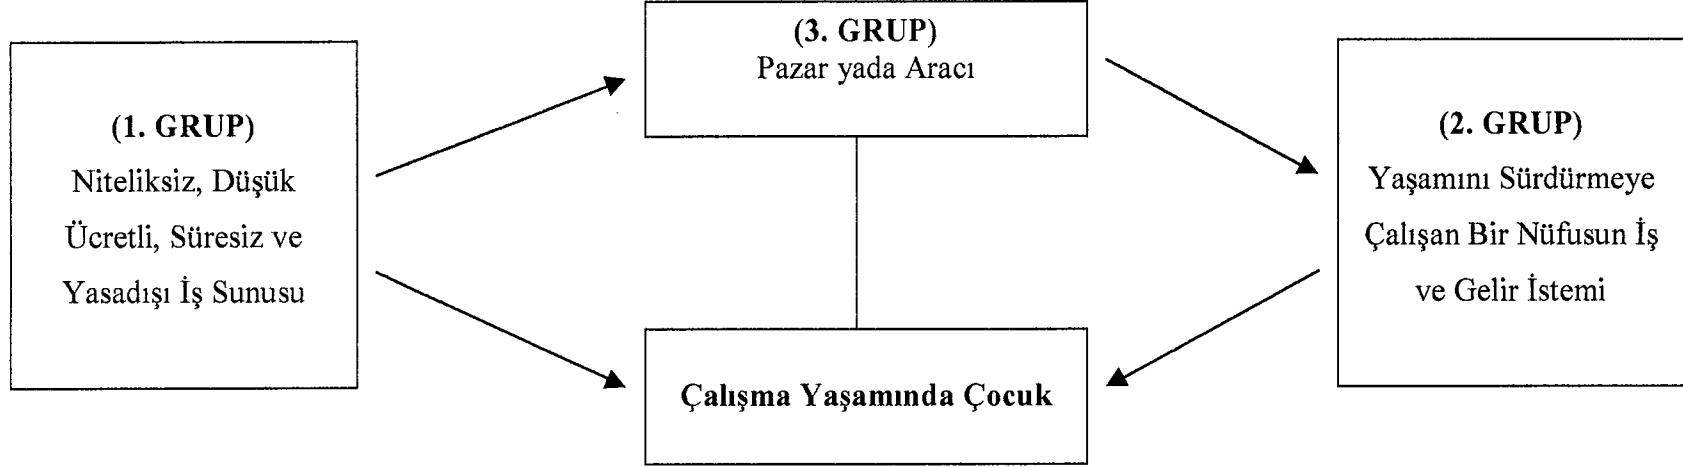 (1. GRUP)
Niteliksiz, Düşük
Ücretli, Süresiz ve
Yasadışı İş Sunusu
(3. GRUP)
Pazar yada Aracı
(2. GRUP)
Yaşamını Sürdürmeye
Çalışan Bir Nüfusun İş
ve Gelir İstemi
Çalışma Yaşamında Çocuk